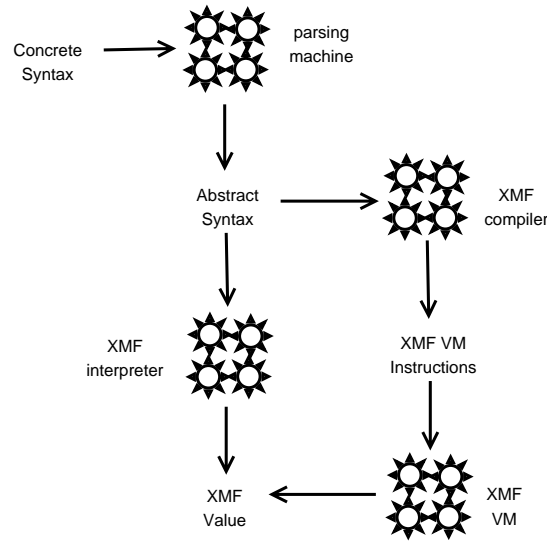 parsing
machine
Concrete
Syntax
Abstract
Syntax
XMF
compiler
XMF
interpreter
XMF VM
Instructions
XMF
Value
XMF
VM